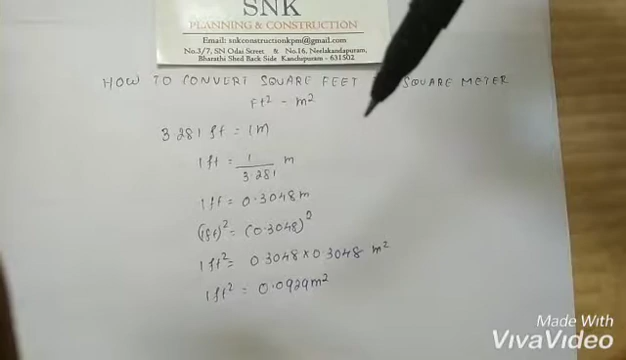 SNK
PLANNING & CONSTRUCTION
Email: snkconstructionkpm@gmail.com
No.3/7, SN Odai Street & No.16, Neelakandapuram,
Bharathi Shed Back Side Kanchipuram - 631502
HOW TO CONVERT SQUARE FEET SQUARE METER
Ft² - m²
3.281 ft = 1m
1ft = 1/3.281 m
1ft = 0.3048m
(1ft)² = (0.3048)²
1ft² = 0.3048 x 0.3048 m²
1ft² = 0.0929m²
Made With
VivaVideo